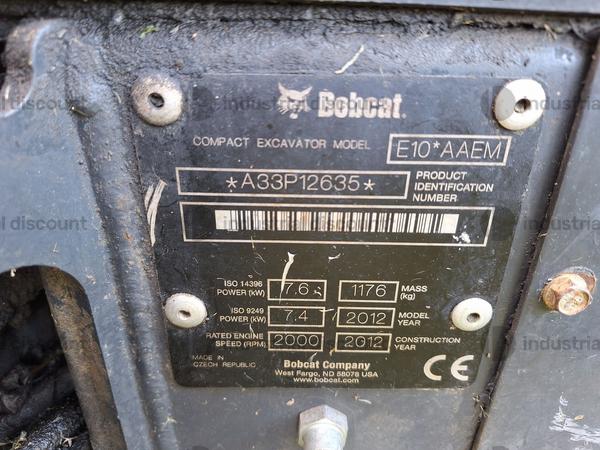 Bobcat.
COMPACT EXCAVATOR MODEL E10*AAEM
*A33P12635* PRODUCT IDENTIFICATION NUMBER
ISO 14396 POWER (kW) 7.6 1176 MASS (kg)
ISO 9249 POWER (kW) 7.4 2012 MODEL YEAR
RATED ENGINE SPEED (RPM) 2000 2012 CONSTRUCTION YEAR
MADE IN CZECH REPUBLIC
Bobcat Company
West Fargo, ND 58078 USA
www.bobcat.com
CE
industrial discount